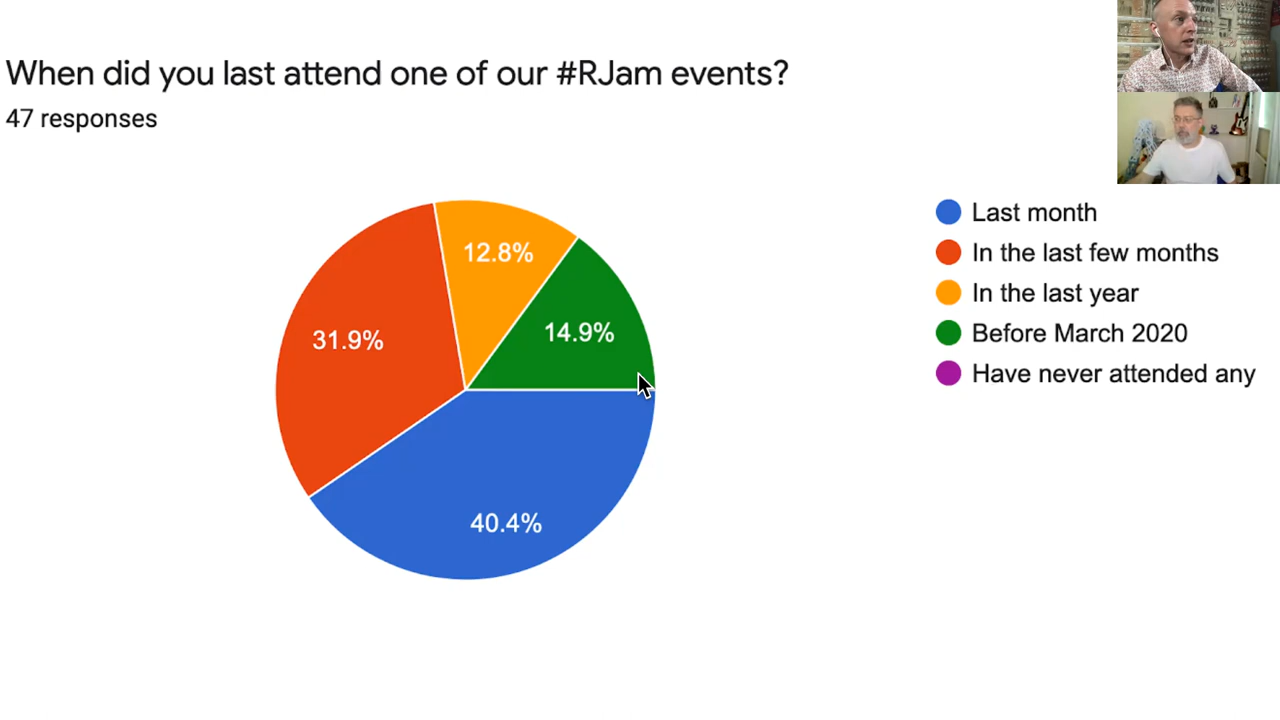 When did you last attend one of our #RJam events?
47 responses
Last month
In the last few months
In the last year
Before March 2020
Have never attended any
12.8%
14.9%
31.9%
40.4%